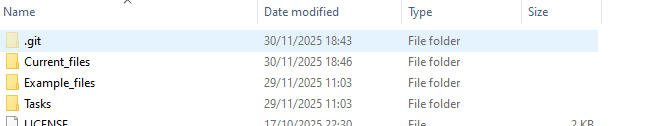 Name Date modified Type Size
.git 30/11/2025 18:43 File folder
Current_files 30/11/2025 18:46 File folder
Example_files 29/11/2025 11:03 File folder
Tasks 29/11/2025 11:03 File folder
LICENSE 17/10/2025 22:30 File 2 KB